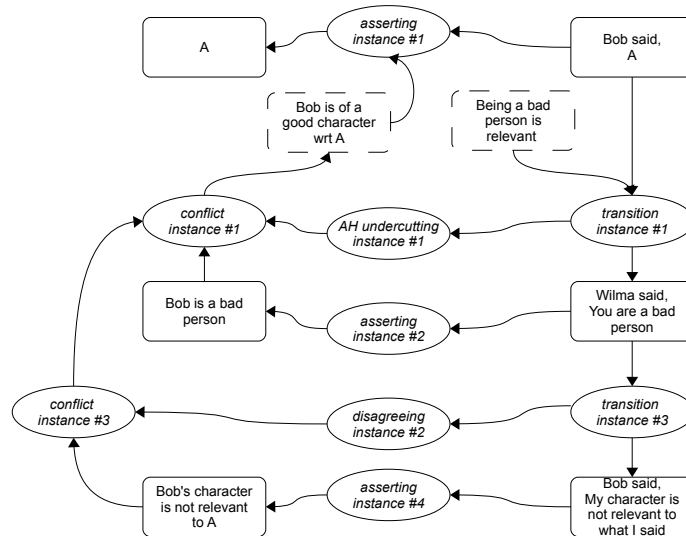 A
asserting
instance #1
Bob said,
A
Bob is of a
good character
wrt A
Being a bad
person is
relevant
conflict
instance #1
AH undercutting
instance #1
transition
instance #1
Bob is a bad
person
asserting
instance #2
Wilma said,
You are a bad
person
conflict
instance #3
disagreeing
instance #2
transition
instance #3
Bob's character
is not relevant
to A
asserting
instance #4
Bob said,
My character is
not relevant to
what I said